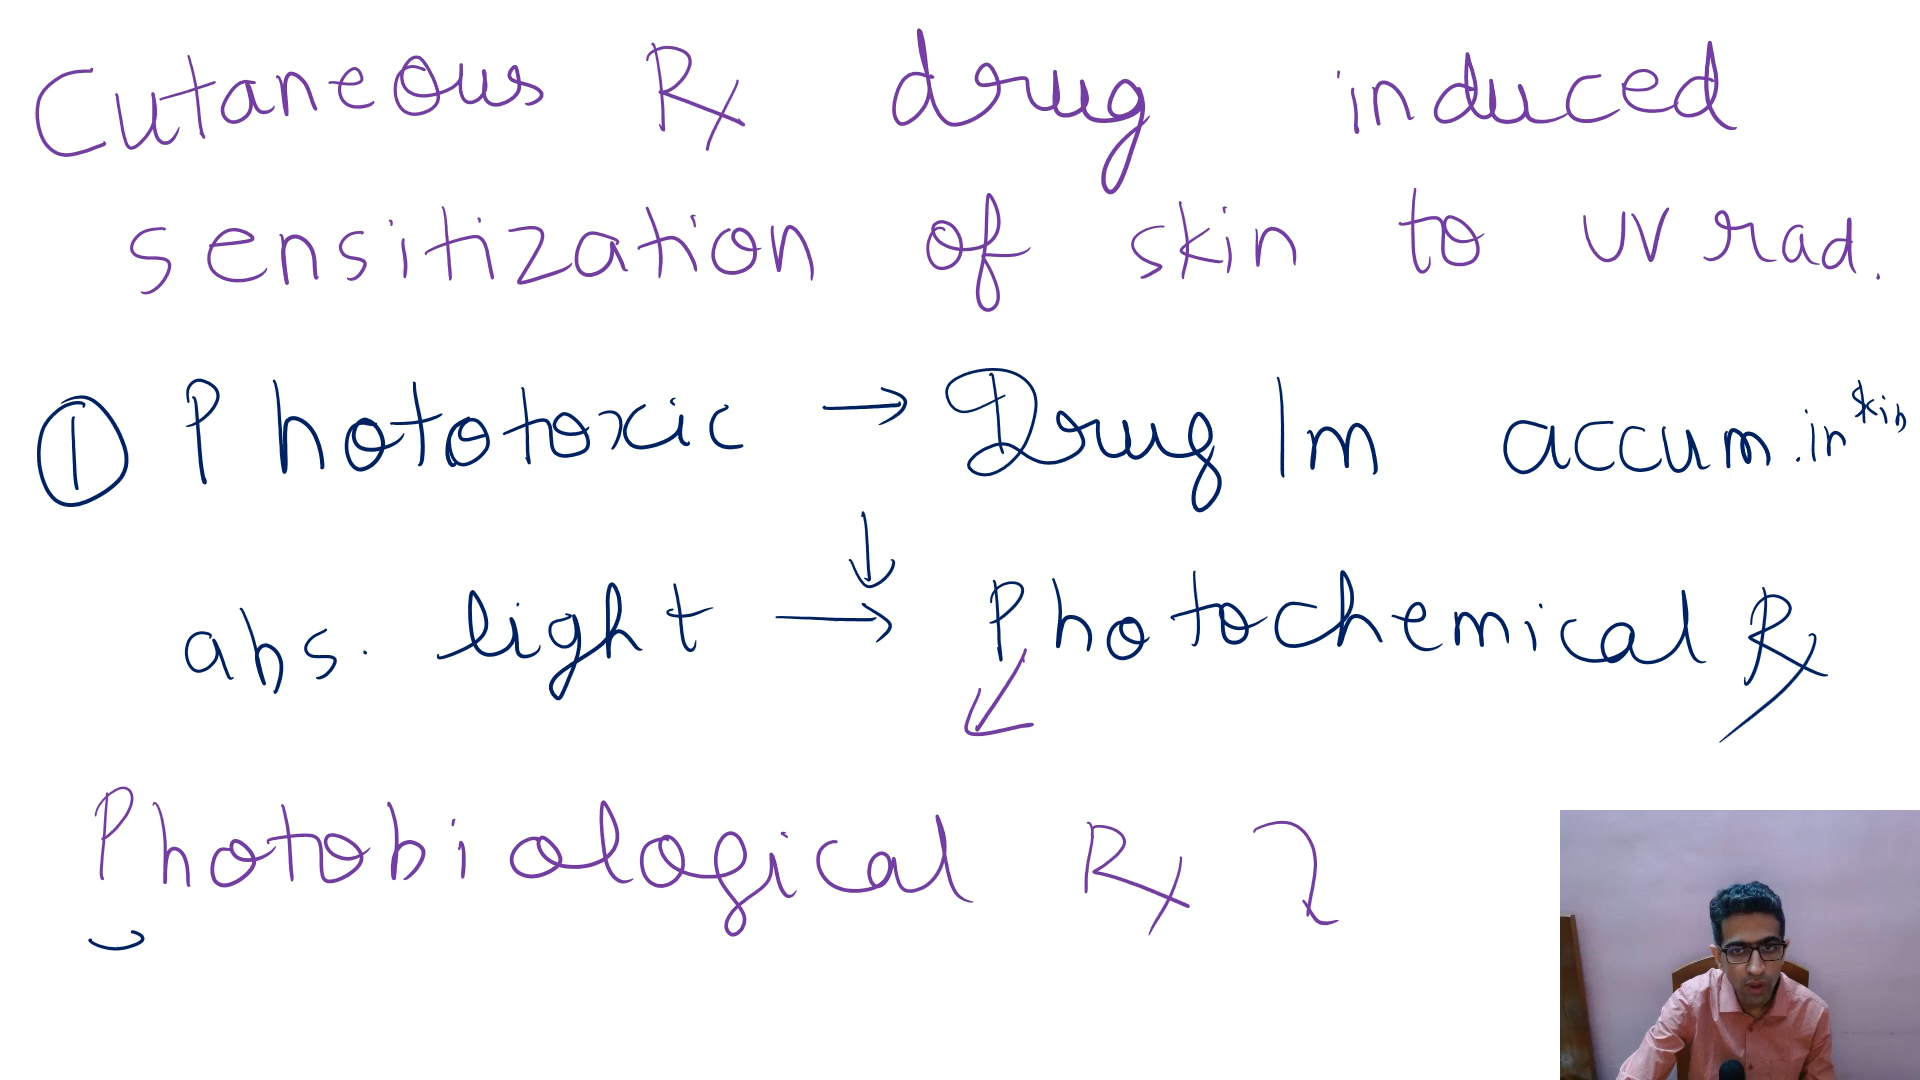 Cutaneous Rx drug induced
sensitization of skin to UV rad.
① Phototoxic → Drug/m accum. in skin
↓
abs. light → Photochemical Rx
Photobiological Rx